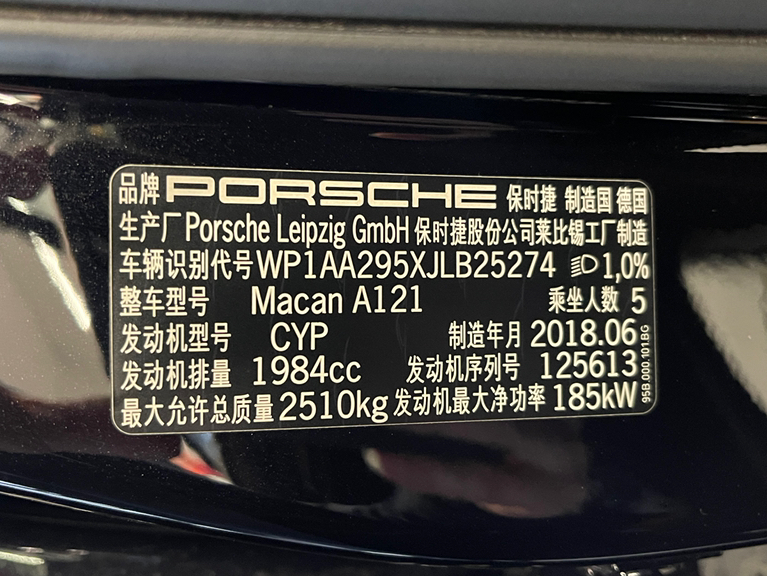 品牌 PORSCHE 保时捷 制造国 德国
生产厂 Porsche Leipzig GmbH 保时捷股份公司莱比锡工厂制造
车辆识别代号 WP1AA295XJLB25274 1,0%
整车型号 Macan A121 乘坐人数 5
发动机型号 CYP 制造年月 2018.06
发动机排量 1984cc 发动机序列号 125613
最大允许总质量 2510kg 发动机最大净功率 185kW
95B.000.101.BG